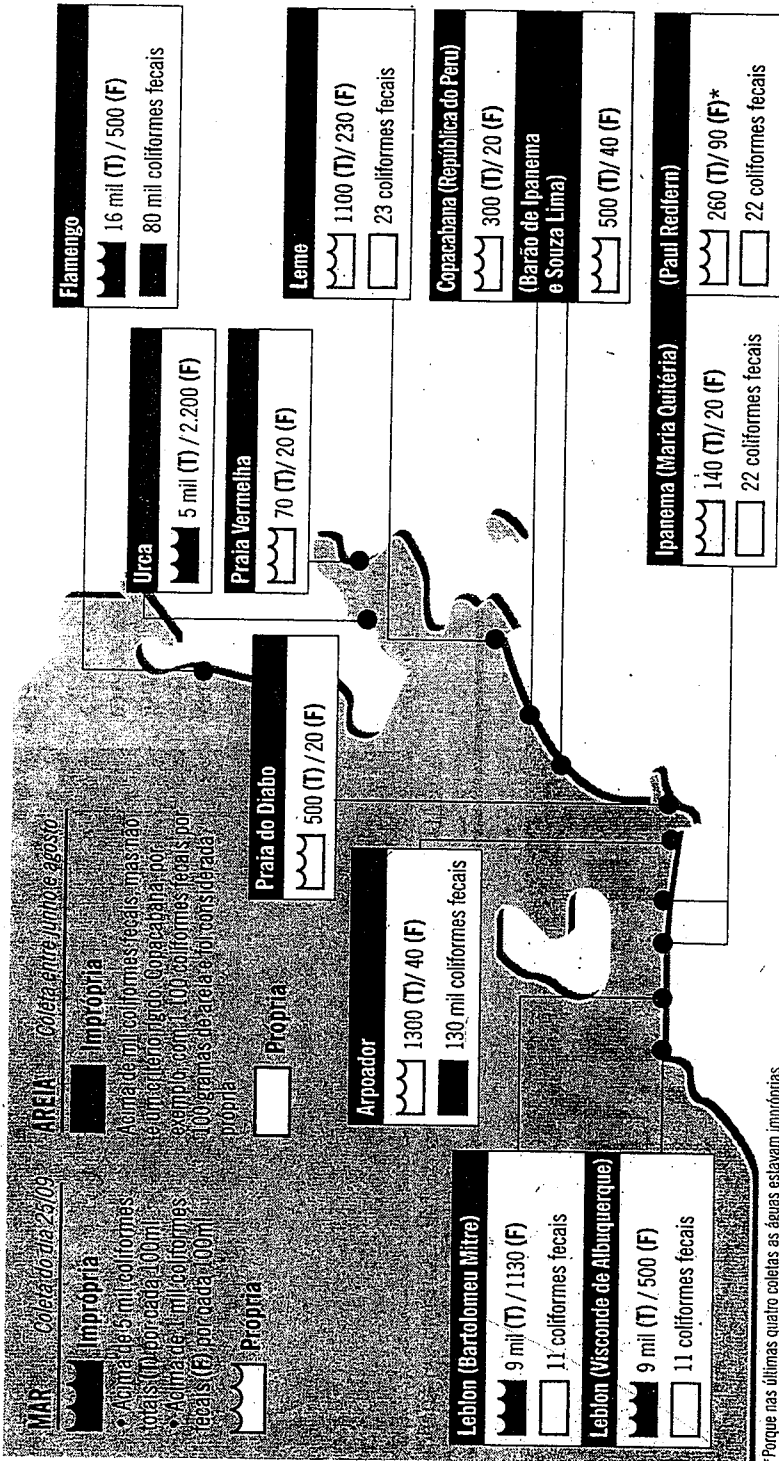 MAR Coleta do dia 25/09
Imprópria
• Acima de 5 mil coliformes
totais (T) por cada 100ml
• Acima de 1 mil coliformes
fecais (F) por cada 100ml
Própria
AREIA Coleta entre junho e agosto
Imprópria
Acima de mil coliformes fecais, mas não
é um critério rígido. Copacabana, por
exemplo, com 1.100 coliformes fecais por
100 gramas de areia e foi considerada
própria
Própria
Flamengo
16 mil (T) / 500 (F)
80 mil coliformes fecais
Urca
5 mil (T) / 2.200 (F)
Praia Vermelha
70 (T)/ 20 (F)
Leme
1100 (T)/ 230 (F)
23 coliformes fecais
Praia do Diabo
500 (T) / 20 (F)
Copacabana (República do Peru)
300 (T)/ 20 (F)
(Barão de Ipanema
e Souza Lima)
500 (T)/ 40 (F)
Arpoador
1300 (T)/ 40 (F)
130 mil coliformes fecais
Ipanema (Maria Quitéria)
140 (T)/ 20 (F)
22 coliformes fecais
(Paul Redfern)
260 (T)/ 90 (F)*
22 coliformes fecais
Leblon (Bartolomeu Mitre)
9 mil (T) / 1130 (F)
11 coliformes fecais
Leblon (Visconde de Albuquerque)
9 mil (T) / 500 (F)
11 coliformes fecais
*Porque nas últimas quatro coletas as águas estavam impróprias